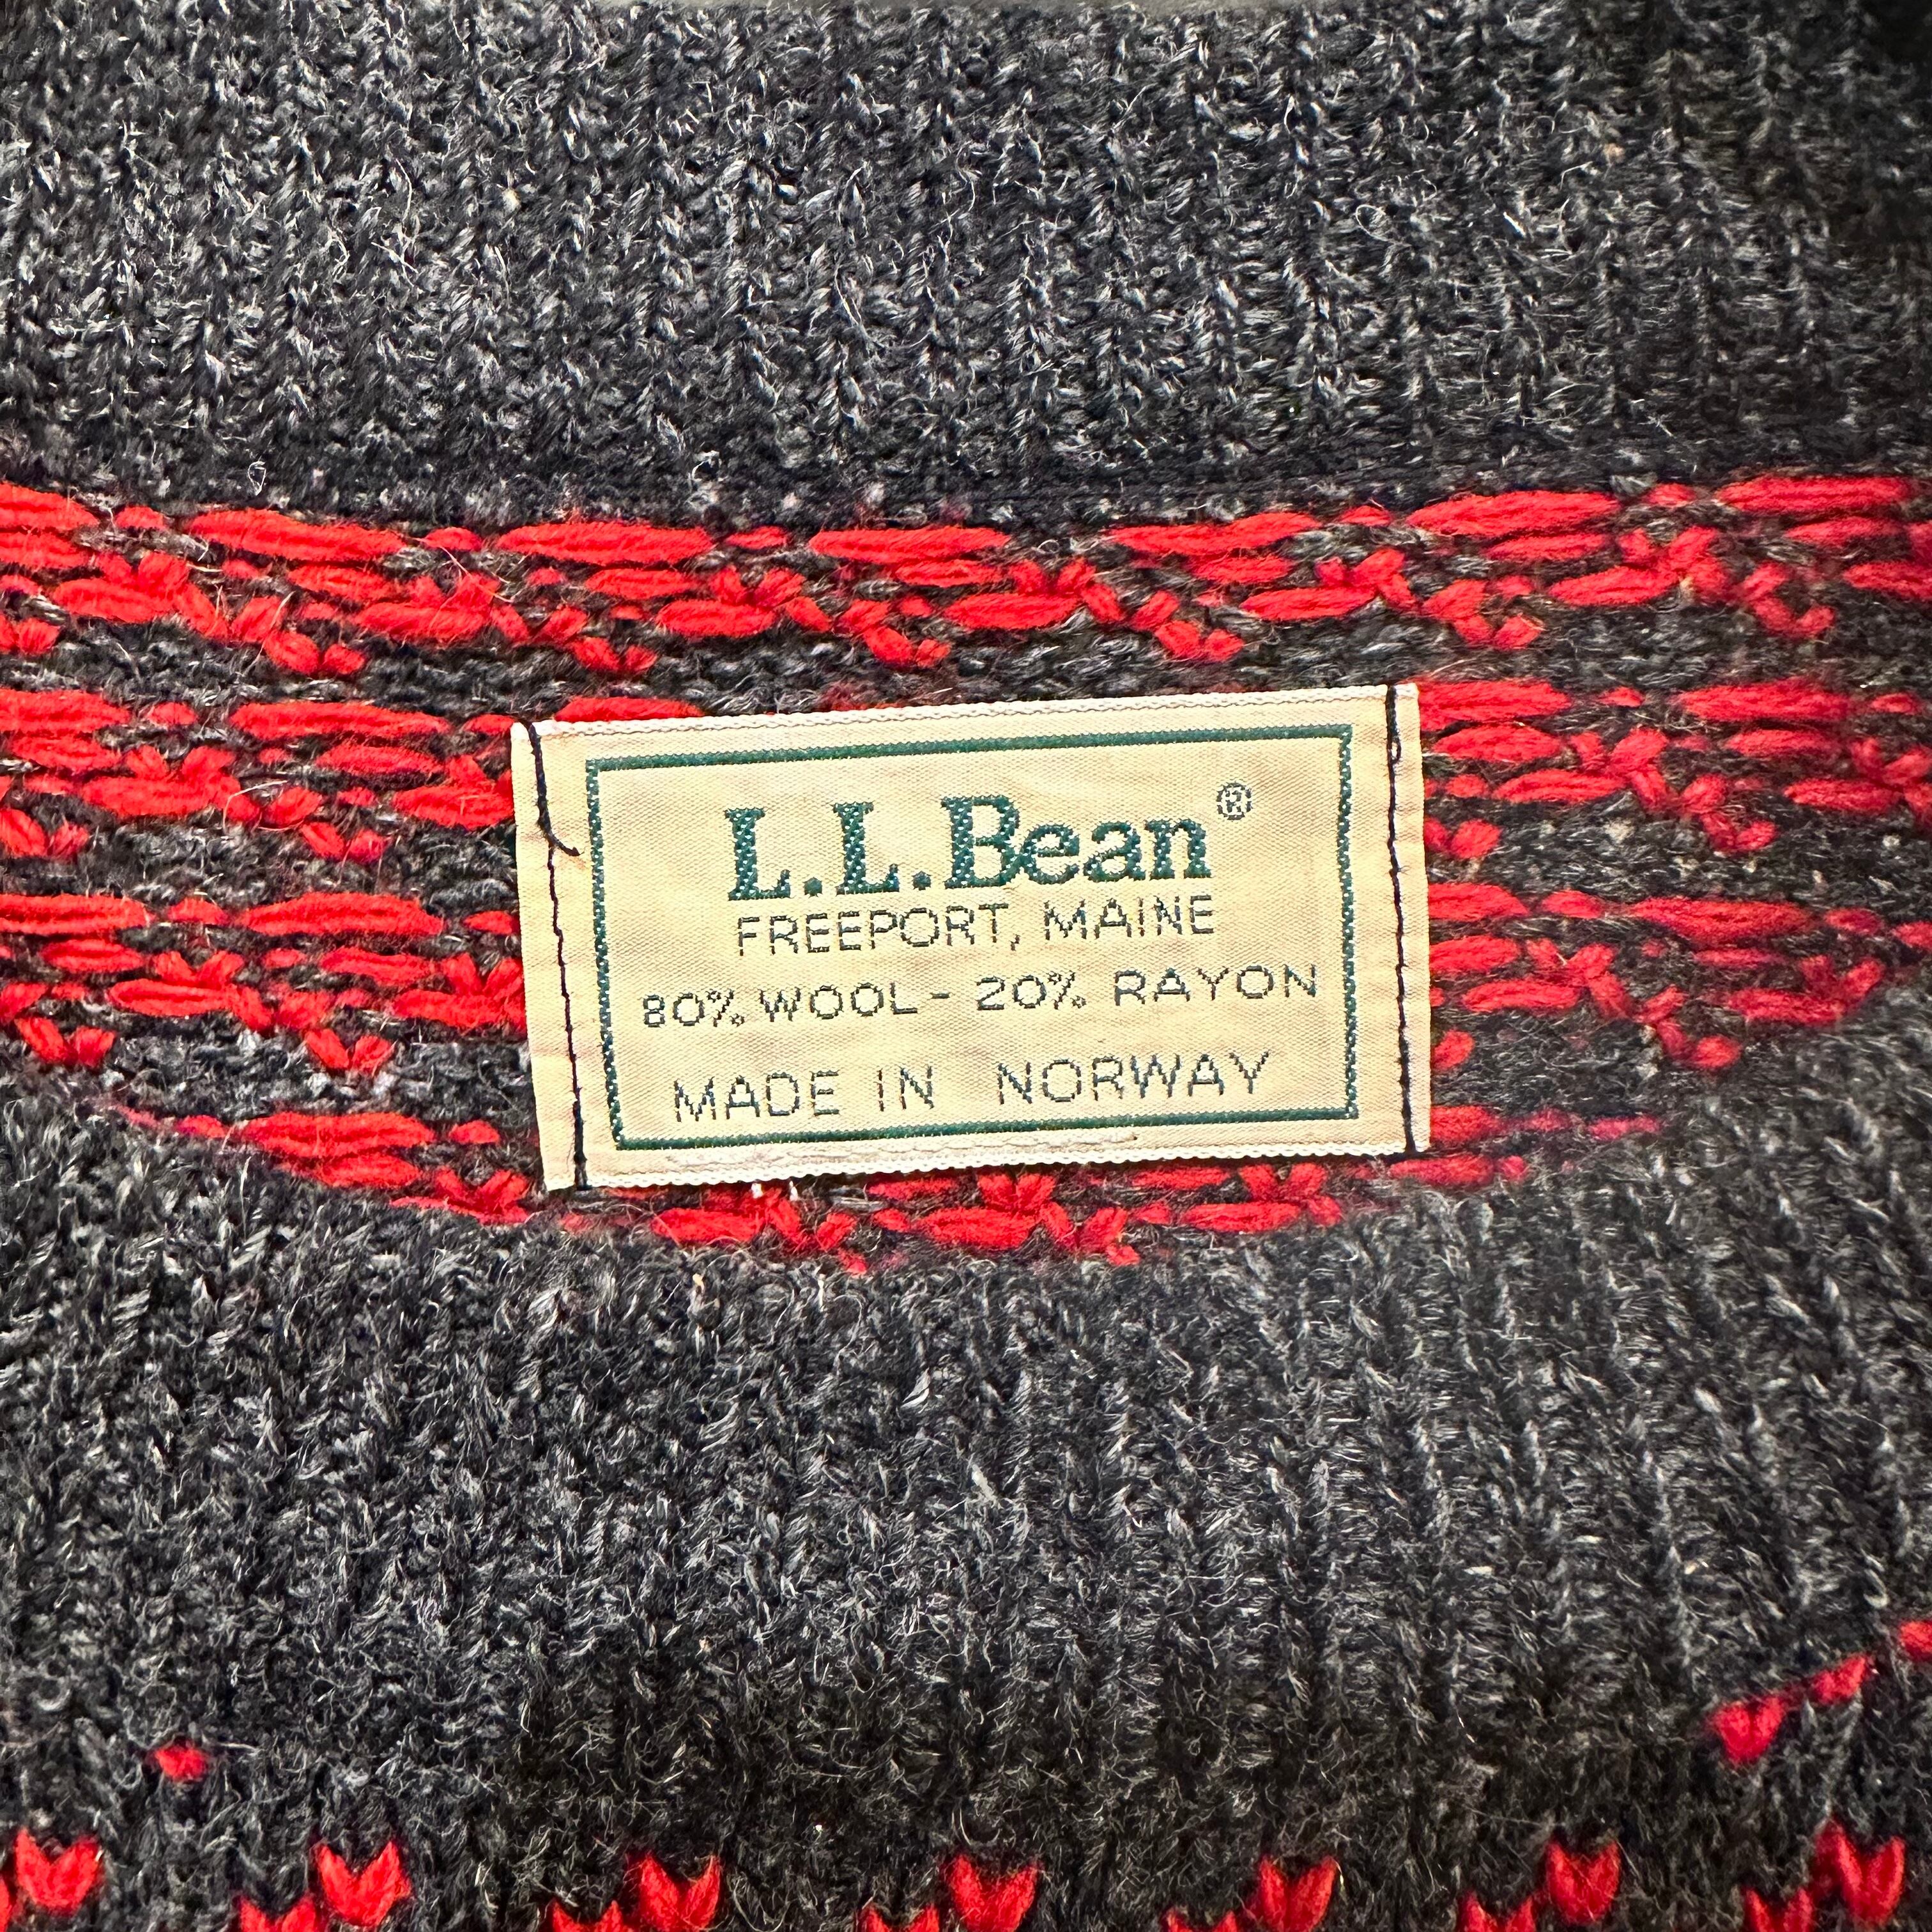 L.L.Bean®
FREEPORT, MAINE
80% WOOL - 20% RAYON
MADE IN NORWAY